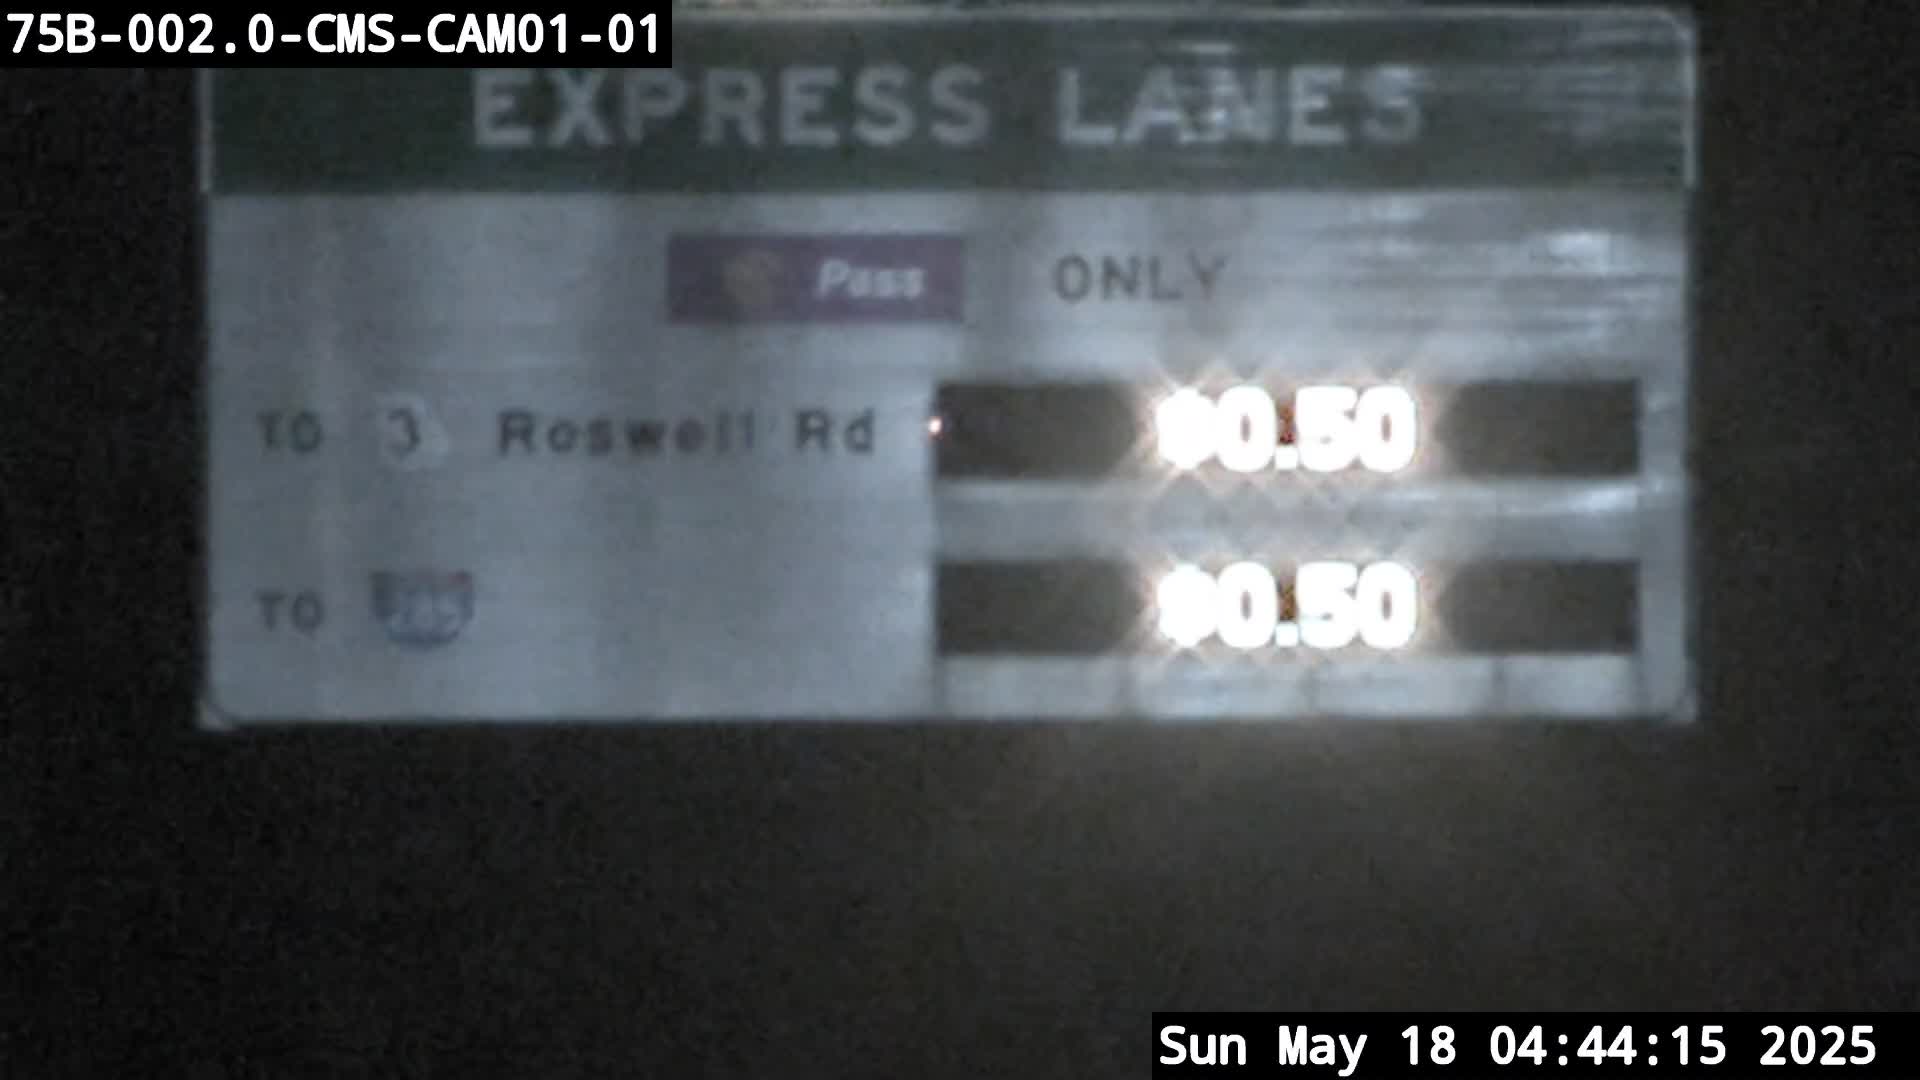 75B-002.0-CMS-CAM01-01
EXPRESS LANES
Pass ONLY
TO 3 Roswell Rd $0.50
TO 285 $0.50
Sun May 18 04:44:15 2025